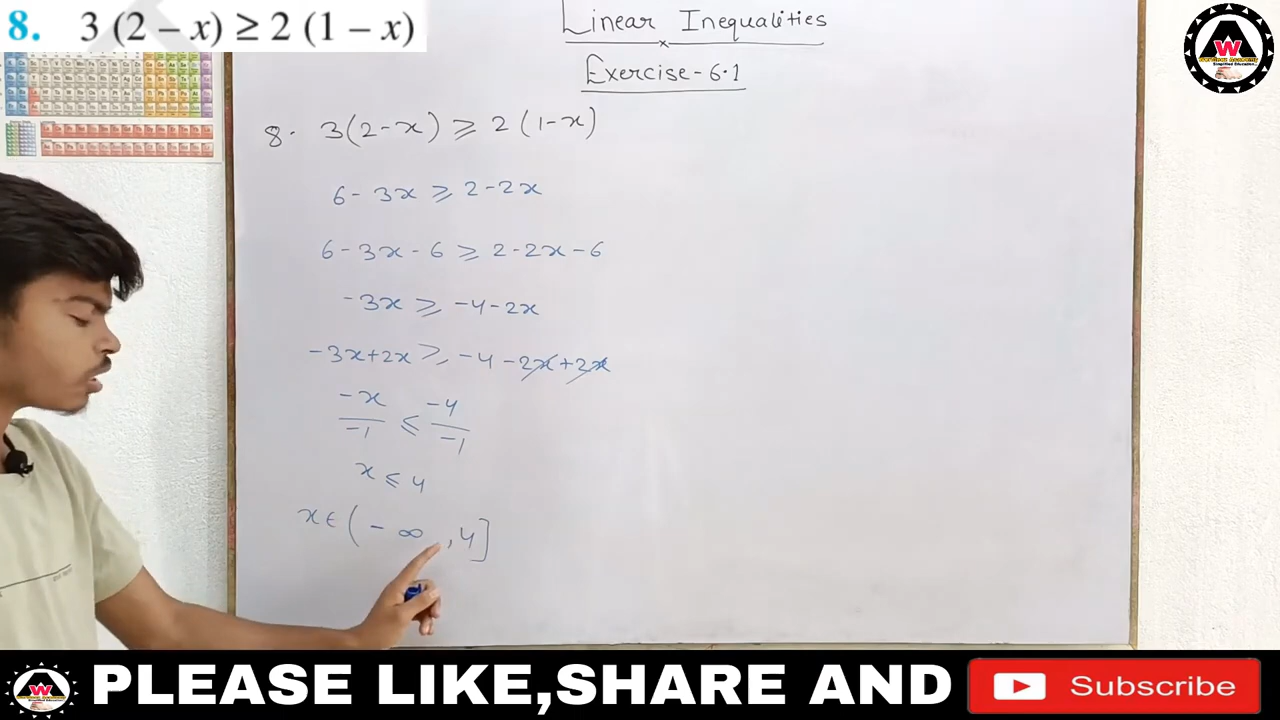 8. 3 (2 – x) ≥ 2 (1 – x)
Linear Inequalities
Exercise-6.1
8. 3(2-x) ≥ 2(1-x)
6-3x ≥ 2-2x
6-3x-6 ≥ 2-2x-6
-3x ≥ -4-2x
-3x+2x ≥ -4-2x+2x
-x/-1 ≤ -4/-1
x ≤ 4
x ∈ (-∞, 4]
PLEASE LIKE,SHARE AND
Subscribe